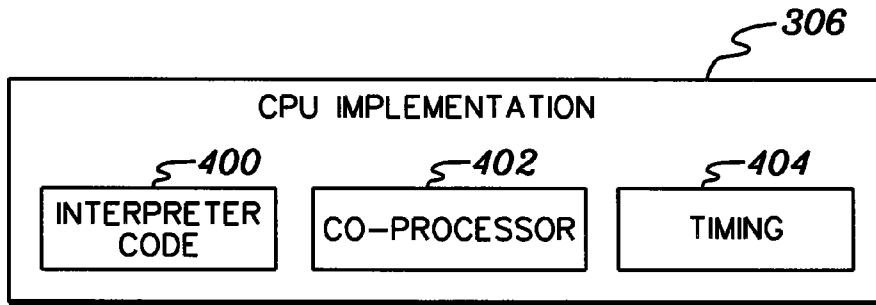 306
CPU IMPLEMENTATION
400
402
404
INTERPRETER
CODE
CO-PROCESSOR
TIMING